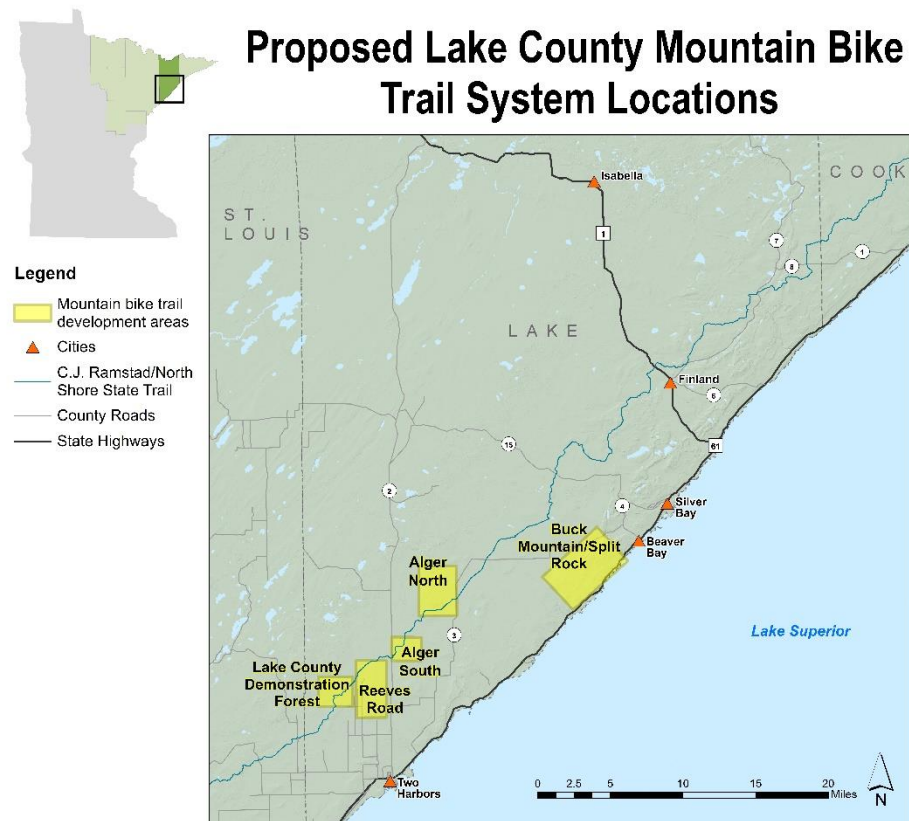 Proposed Lake County Mountain Bike
Trail System Locations
Legend
Mountain bike trail
development areas
Cities
C.J. Ramstad/North
Shore State Trail
County Roads
State Highways
COOK
Isabella
ST.
LOUIS
1
7
8
1
LAKE
Finland
6
61
15
2
4
Silver
Bay
Beaver
Bay
Buck
Mountain/Split
Rock
Alger
North
3
Alger
South
Lake County
Demonstration
Forest
Reeves
Road
Lake Superior
Two
Harbors
0 1.25 2.5 5 10 15 20
Miles
N